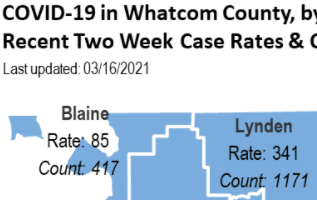 COVID-19 in Whatcom County, by
Recent Two Week Case Rates &
Last updated: 03/16/2021
Blaine
Rate: 85
Count: 417
Lynden
Rate: 341
Count: 1171